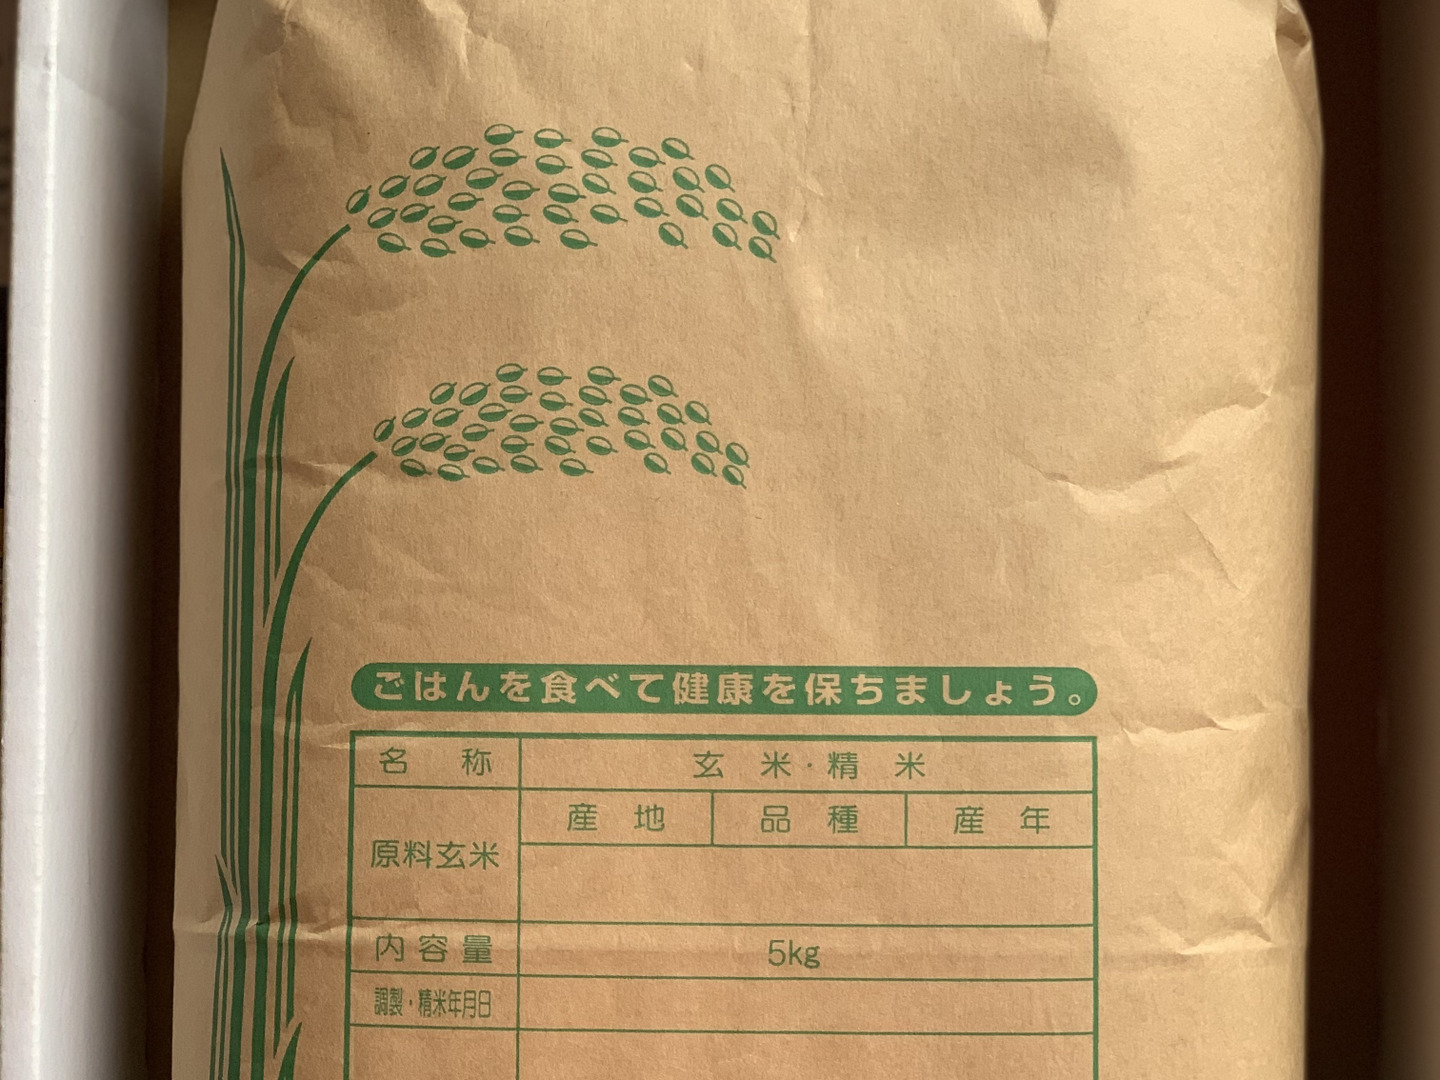 ごはんを食べて健康を保ちましょう。
名 称 玄 米・精 米
原料玄米 産 地 品 種 産 年
内容量 5kg
調製・精米年月日